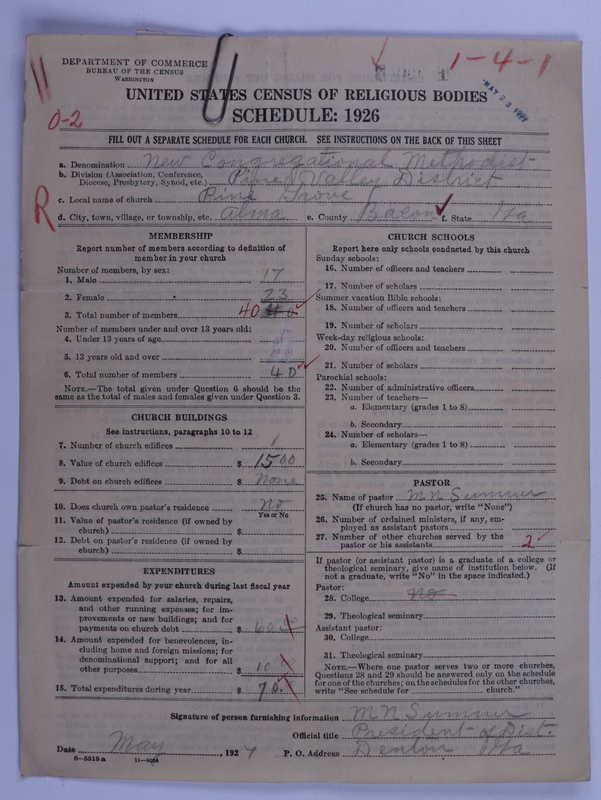 DEPARTMENT OF COMMERCE
BUREAU OF THE CENSUS
WASHINGTON
1-4-1
MAY 23 1927
UNITED STATES CENSUS OF RELIGIOUS BODIES
SCHEDULE: 1926
0-2
FILL OUT A SEPARATE SCHEDULE FOR EACH CHURCH. SEE INSTRUCTIONS ON THE BACK OF THIS SHEET
a. Denomination New Congregational Methodist
b. Division (Association, Conference, Diocese, Presbytery, Synod, etc.) Pine Valley District
R
c. Local name of church Pine Grove
d. City, town, village, or township, etc. Alma e. County Bacon f. State Ga
MEMBERSHIP
Report number of members according to definition of
member in your church
Number of members, by sex:
1. Male 17
2. Female 23
3. Total number of members 40
Number of members under and over 13 years old:
4. Under 13 years of age
5. 13 years old and over
6. Total number of members 40
NOTE.—The total given under Question 6 should be the
same as the total of males and females given under Question 3.
CHURCH BUILDINGS
See instructions, paragraphs 10 to 12
7. Number of church edifices 1
8. Value of church edifices $ 1500
9. Debt on church edifices $ None
10. Does church own pastor's residence No
Yes or No
11. Value of pastor's residence (if owned by
church) $
12. Debt on pastor's residence (if owned by
church) $
EXPENDITURES
Amount expended by your church during last fiscal year
13. Amount expended for salaries, repairs,
and other running expenses; for im-
provements or new buildings; and for
payments on church debt $ 60
14. Amount expended for benevolences, in-
cluding home and foreign missions; for
denominational support; and for all
other purposes $ 10
15. Total expenditures during year $ 70
CHURCH SCHOOLS
Report here only schools conducted by this church
Sunday schools:
16. Number of officers and teachers
17. Number of scholars
Summer vacation Bible schools:
18. Number of officers and teachers
19. Number of scholars
Week-day religious schools:
20. Number of officers and teachers
21. Number of scholars
Parochial schools:
22. Number of administrative officers
23. Number of teachers—
a. Elementary (grades 1 to 8)
b. Secondary
24. Number of scholars—
a. Elementary (grades 1 to 8)
b. Secondary
PASTOR
25. Name of pastor M.N. Sumner
(If church has no pastor, write "None")
26. Number of ordained ministers, if any, em-
ployed as assistant pastors
27. Number of other churches served by the
pastor or his assistants 2
If pastor (or assistant pastor) is a graduate of a college or
theological seminary, give name of institution below. (If
not a graduate, write "No" in the space indicated.)
Pastor:
28. College No
29. Theological seminary
Assistant pastor:
30. College
31. Theological seminary
NOTE.—Where one pastor serves two or more churches,
Questions 28 and 29 should be answered only on the schedule
for one of the churches; on the schedules for the other churches,
write "See schedule for church."
Signature of person furnishing information M.N. Sumner
Official title President of Dist.
Date May , 1927 P. O. Address Denton Ga
8—5318 a 11—8034